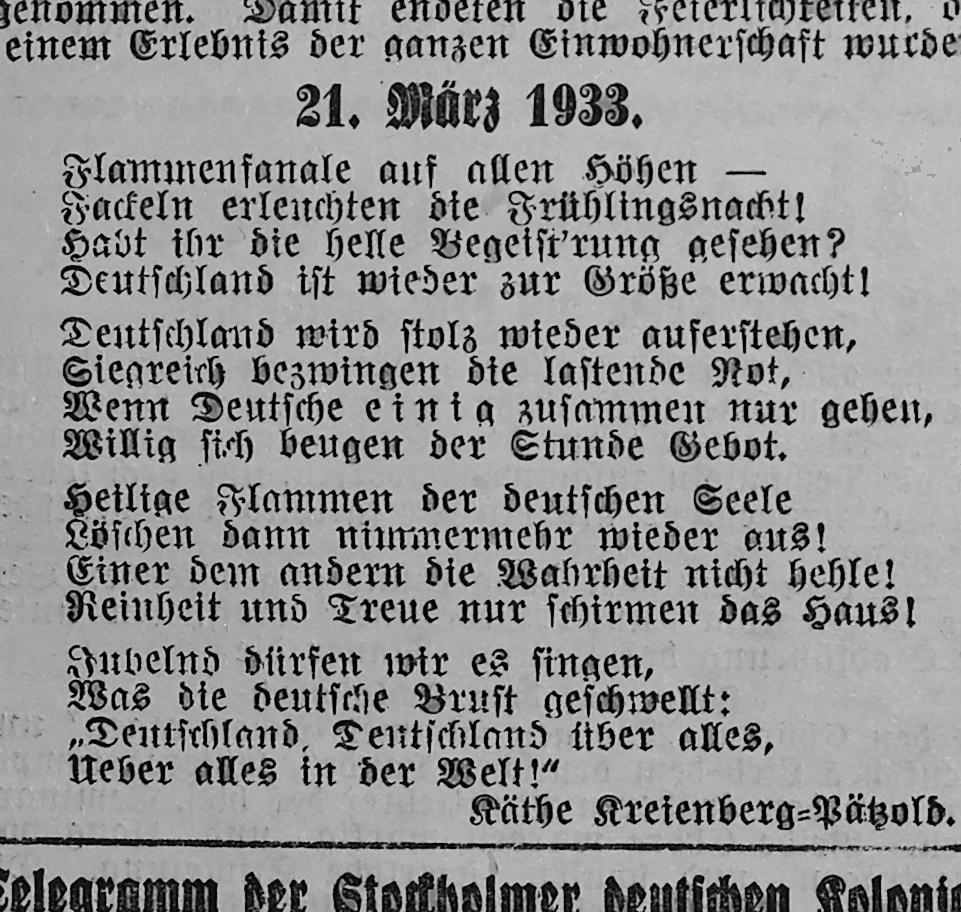 genommen. Damit endeten die Feierlichkeiten,
einem Erlebnis der ganzen Einwohnerschaft
21. März 1933.
Flammenfanale auf allen Höhen —
Fackeln erleuchten die Frühlingsnacht!
Habt ihr die helle Begeist'rung gesehen?
Deutschland ist wieder zur Größe erwacht!
Deutschland wird stolz wieder auferstehen,
Siegreich bezwingen die lastende Not,
Wenn Deutsche einig zusammen nur gehen,
Willig sich beugen der Stunde Gebot.
Heilige Flammen der deutschen Seele
Löschen dann nimmermehr wieder aus!
Einer dem andern die Wahrheit nicht hehle!
Reinheit und Treue nur schirmen das Haus!
Jubelnd dürfen wir es singen,
Was die deutsche Brust geschwellt:
„Deutschland, Deutschland über alles,
Ueber alles in der Welt!“
Käthe Kreienberg=Pätzold.
Telegramm der Stockholmer deutschen